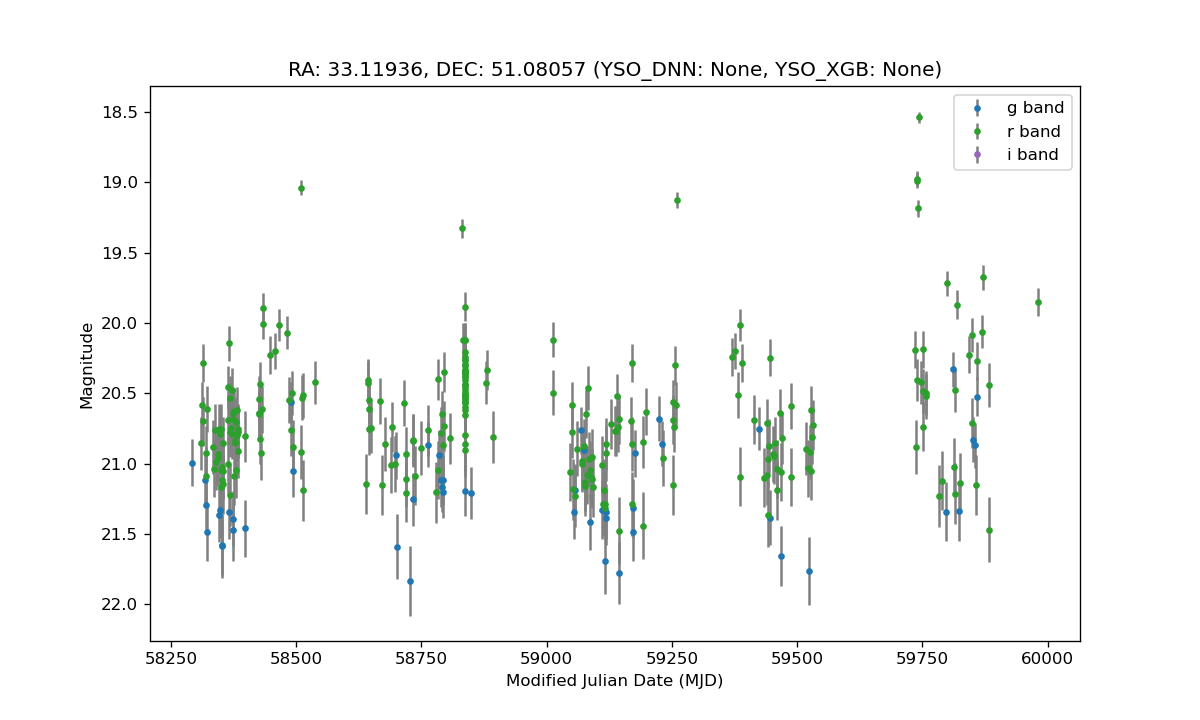 RA: 33.11936, DEC: 51.08057 (YSO_DNN: None, YSO_XGB: None)
g band
r band
i band
18.5
19.0
19.5
20.0
20.5
21.0
21.5
22.0
Magnitude
58250 58500 58750 59000 59250 59500 59750 60000
Modified Julian Date (MJD)